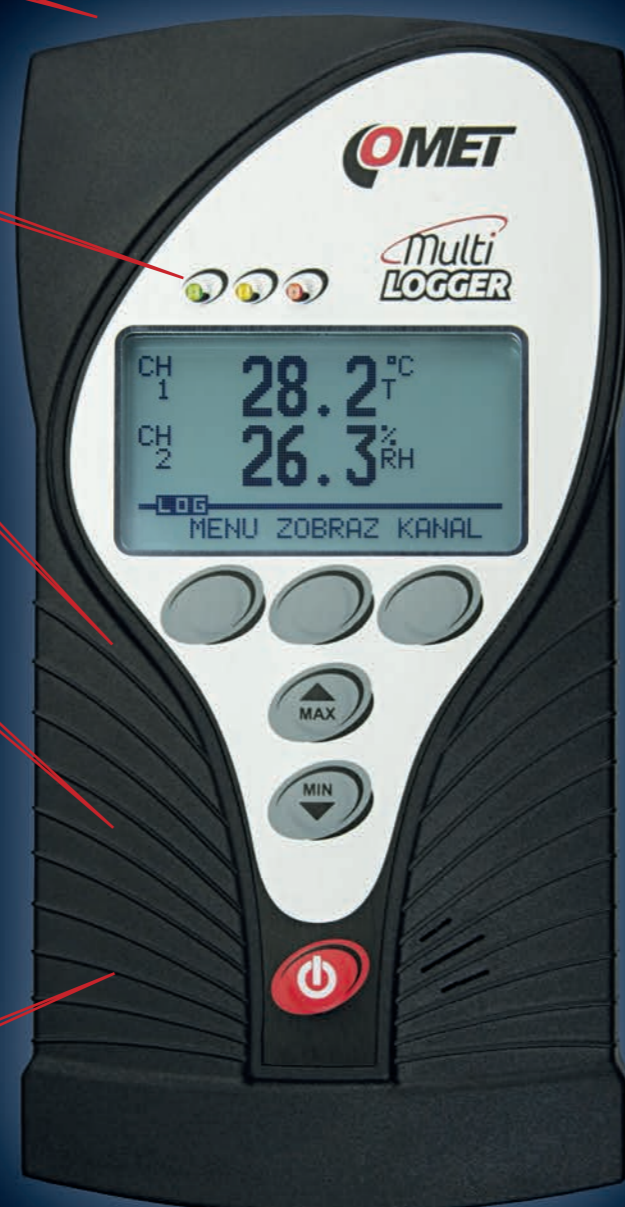 COMET
Multi
LOGGER
CH 1 28.2 °C T
CH 2 26.3 % RH
LOG
MENU ZOBRAZ KANAL
MAX
MIN